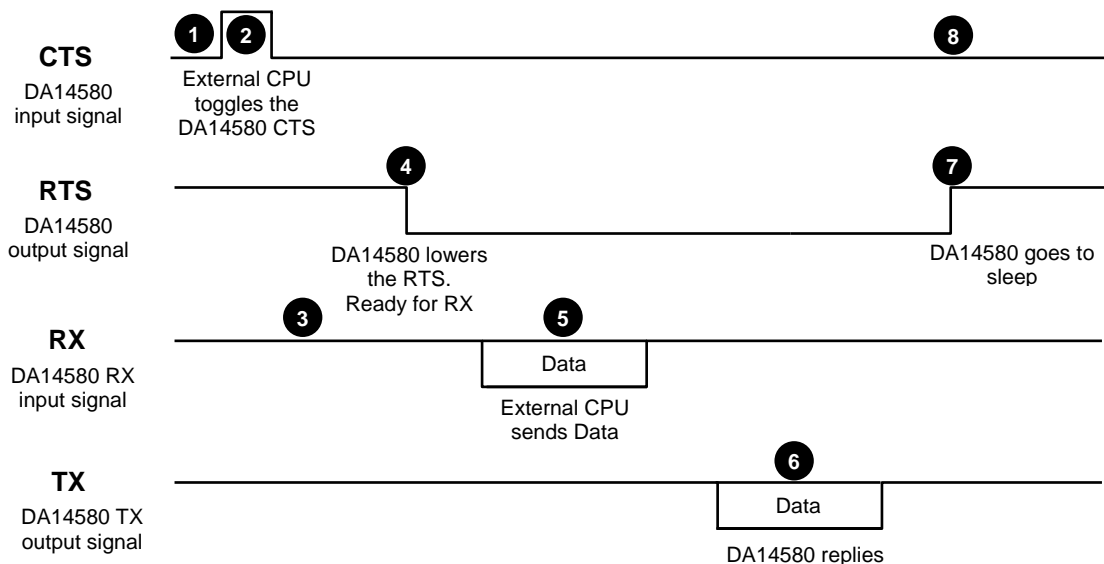 1
2
8
CTS
DA14580
input signal
External CPU
toggles the
DA14580 CTS
4
7
RTS
DA14580
output signal
DA14580 lowers
the RTS.
Ready for RX
DA14580 goes to
sleep
3
5
RX
DA14580 RX
input signal
Data
External CPU
sends Data
6
TX
DA14580 TX
output signal
Data
DA14580 replies